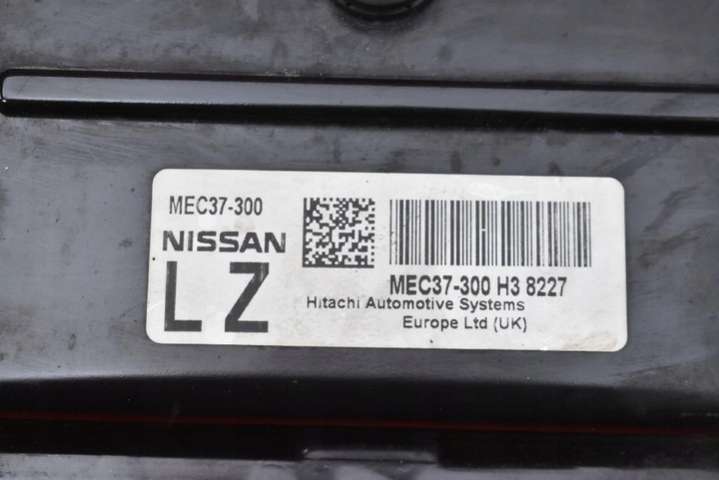 MEC37-300
NISSAN
LZ
MEC37-300 H3 8227
Hitachi Automotive Systems
Europe Ltd (UK)